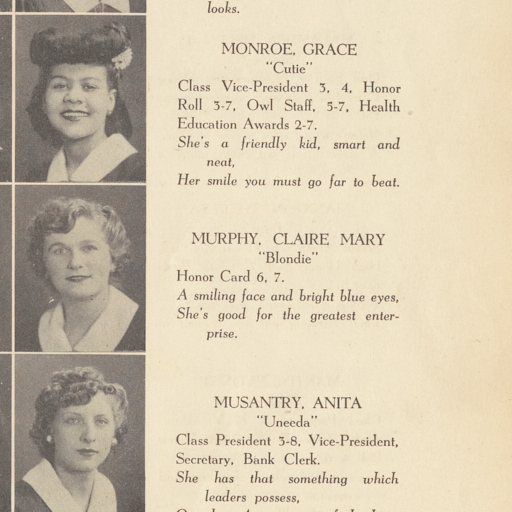 looks.
MONROE, GRACE
“Cutie”
Class Vice-President 3, 4, Honor
Roll 3-7, Owl Staff, 5-7, Health
Education Awards 2-7.
She's a friendly kid, smart and
neat,
Her smile you must go far to beat.
MURPHY, CLAIRE MARY
“Blondie”
Honor Card 6, 7.
A smiling face and bright blue eyes,
She's good for the greatest enter-
prise.
MUSANTRY, ANITA
“Uneeda”
Class President 3-8, Vice-President,
Secretary, Bank Clerk.
She has that something which
leaders possess,